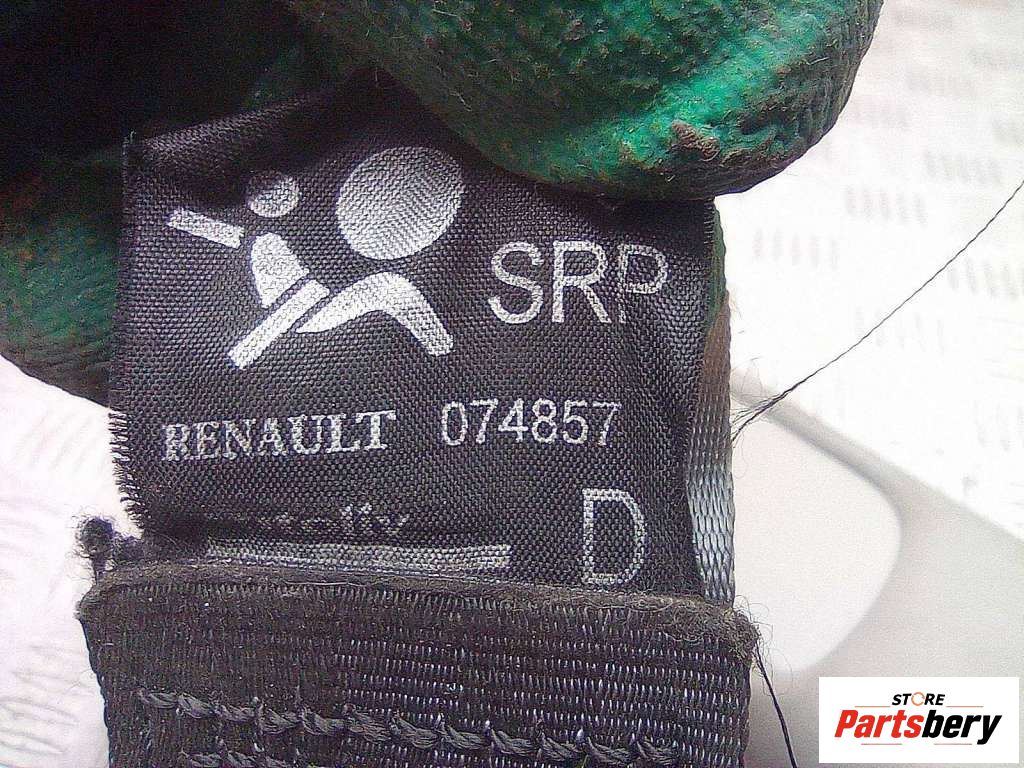 SRP
RENAULT 074857
D
STORE
Partsbery